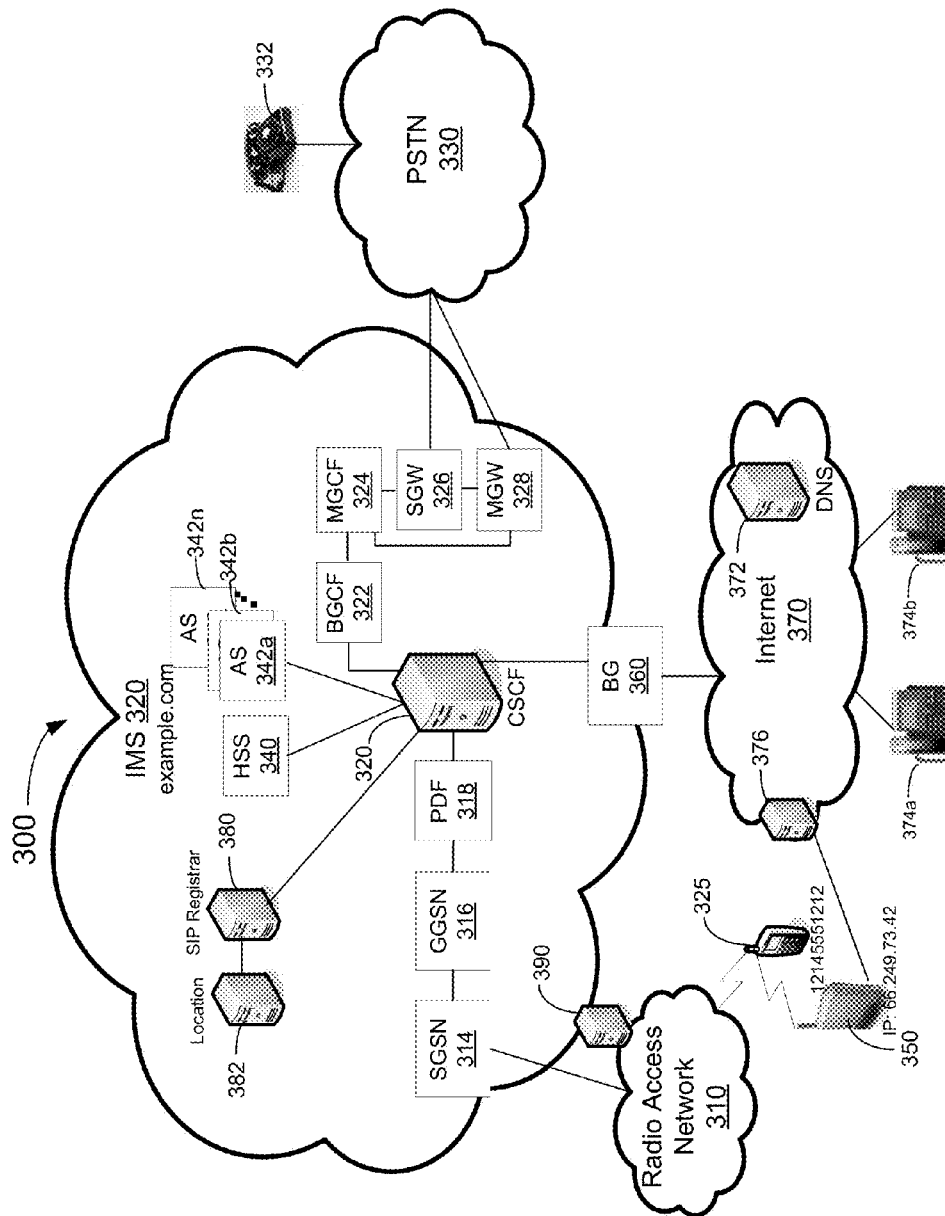 300
IMS 320
example.com
Location
382
SIP Registrar
380
HSS
340
AS
342n
342b
AS
342a
320
CSCF
BGCF
322
MGCF
324
SGW
326
MGW
328
PSTN
330
332
SGSN
314
GGSN
316
PDF
318
BG
360
390
Radio Access
Network
310
325
12145551212
IP: 66.249.73.42
350
376
Internet
370
372
DNS
374a
374b